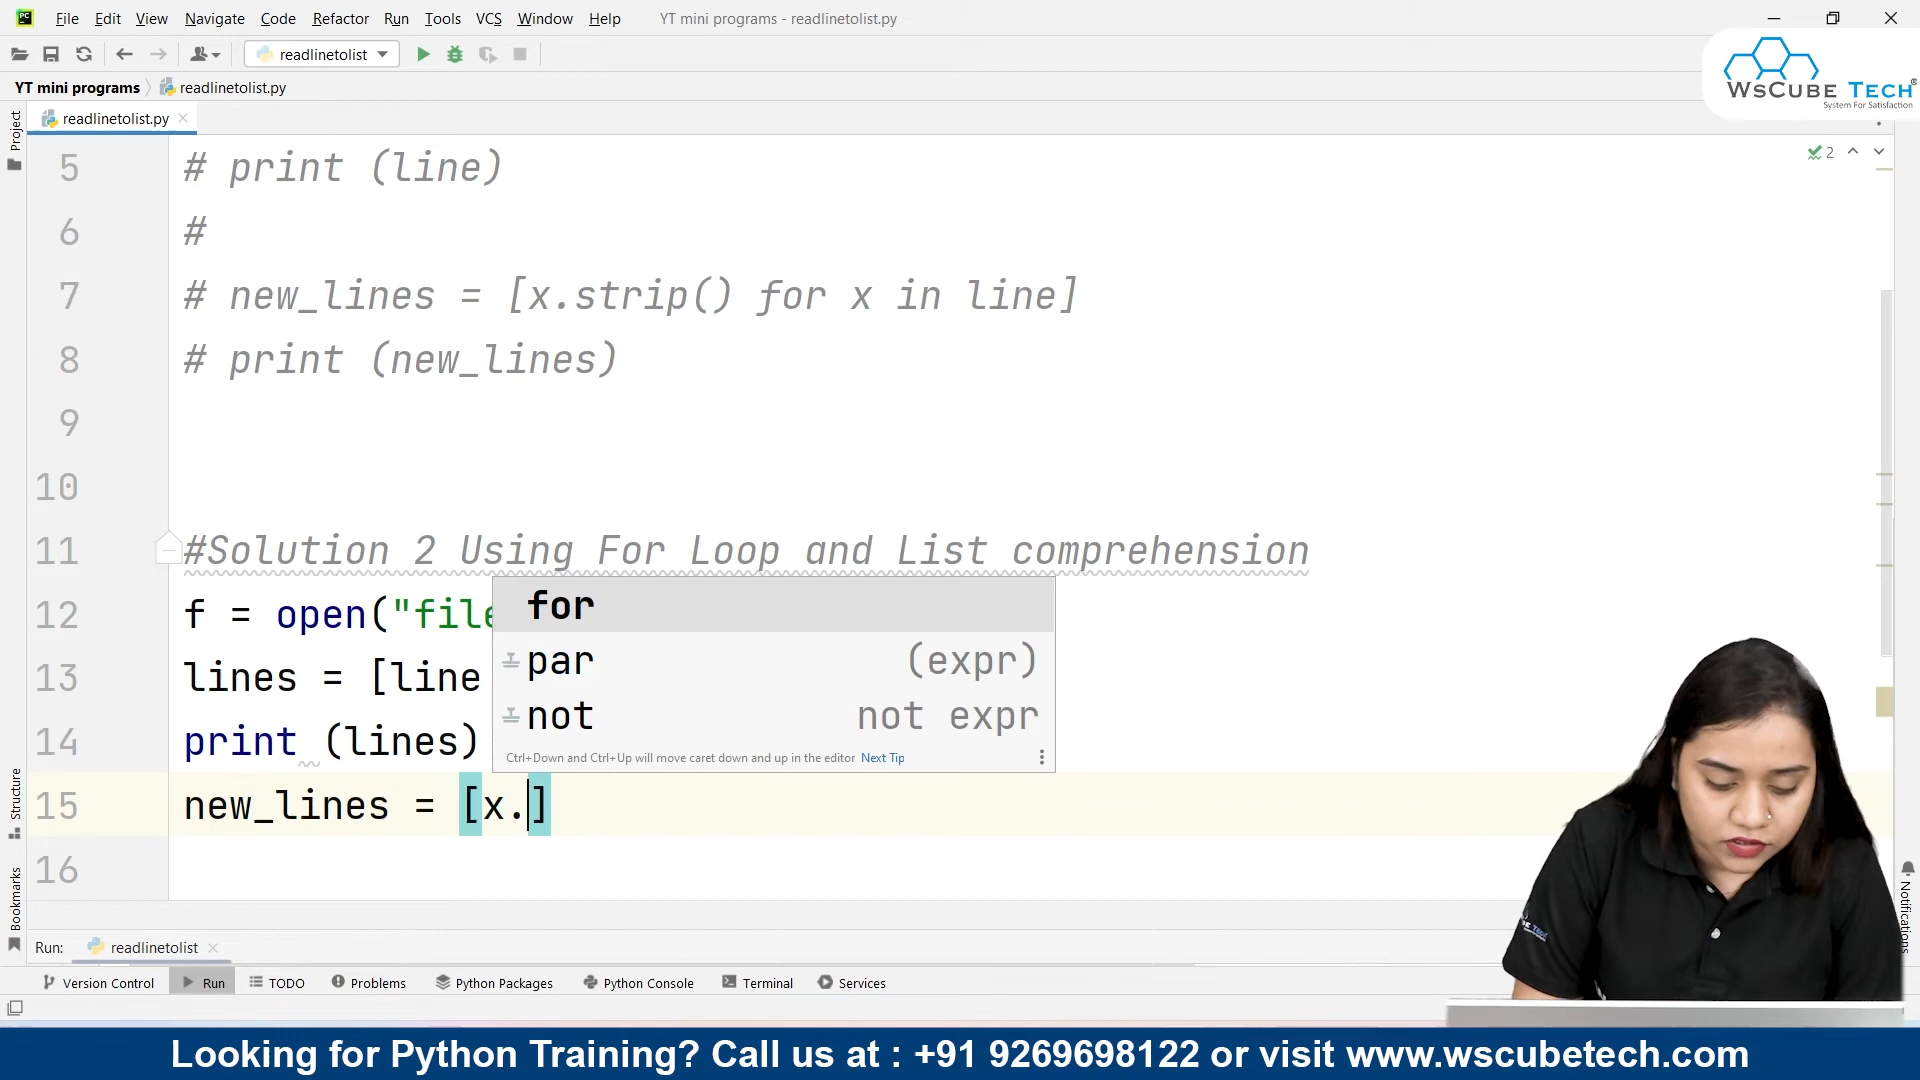 File Edit View Navigate Code Refactor Run Tools VCS Window Help YT mini programs - readlinetolist.py
readlinetolist
WsCube Tech®
System For Satisfaction
YT mini programs readlinetolist.py
Project
readlinetolist.py
2
5 # print (line)
6 #
7 # new_lines = [x.strip() for x in line]
8 # print (new_lines)
9
10
11 #Solution 2 Using For Loop and List comprehension
12 f = open("file
for
par (expr)
not not expr
Ctrl+Down and Ctrl+Up will move caret down and up in the editor Next Tip
13 lines = [line
14 print (lines)
15 new_lines = [x.]
16
Structure
Bookmarks
Notifications
Run: readlinetolist
Version Control Run TODO Problems Python Packages Python Console Terminal Services
Looking for Python Training? Call us at : +91 9269698122 or visit www.wscubetech.com